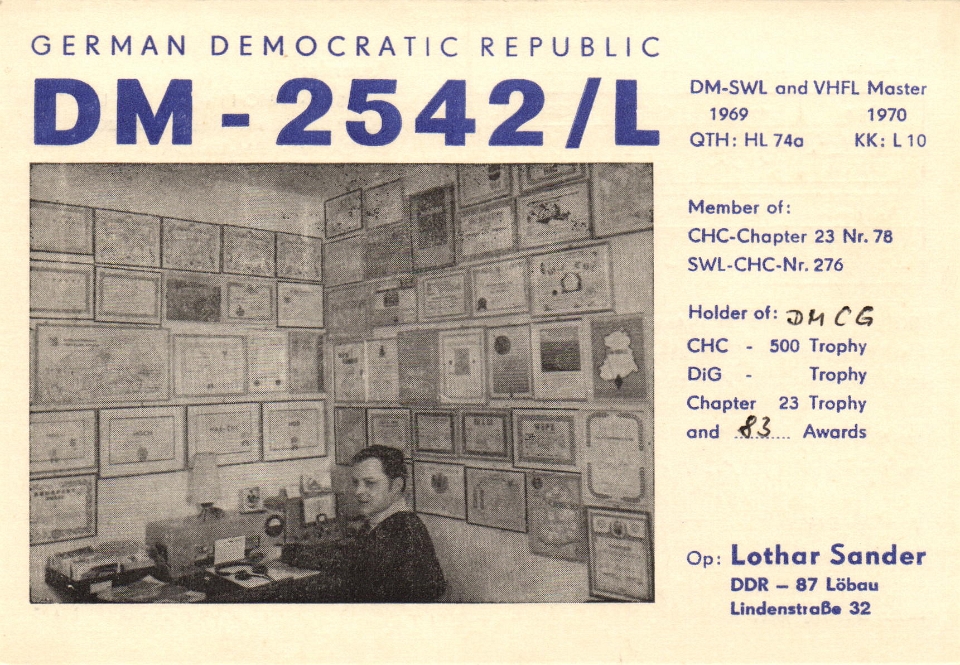 GERMAN DEMOCRATIC REPUBLIC
DM-2542/L
DM-SWL and VHFL Master
1969 1970
QTH: HL 74a KK: L 10
Member of:
CHC-Chapter 23 Nr. 78
SWL-CHC-Nr. 276
Holder of: DMCG
CHC - 500 Trophy
DiG - Trophy
Chapter 23 Trophy
and 83 Awards
Op: Lothar Sander
DDR – 87 Löbau
Lindenstraße 32